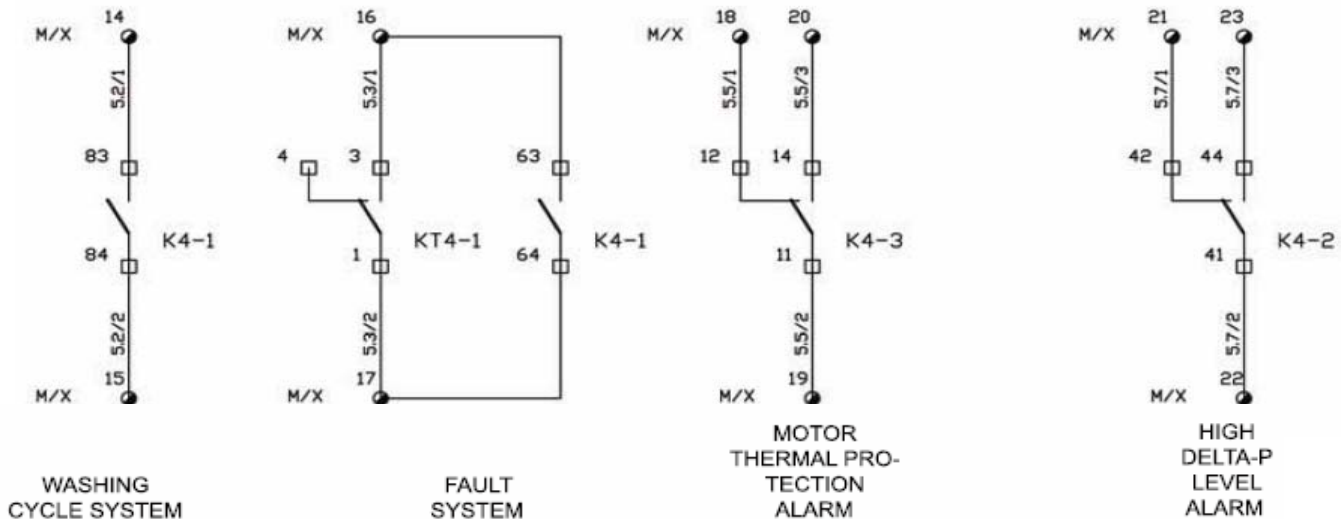 14
16
18
20
21
23
M/X
M/X
M/X
M/X
5.2/1
5.3/1
5.5/1
5.5/3
5.7/1
5.7/3
83
4
3
63
12
14
42
44
K4-1
KT4-1
K4-1
K4-3
K4-2
84
1
64
11
41
5.2/2
5.3/2
5.5/2
5.7/2
15
17
19
22
M/X
M/X
M/X
M/X
WASHING
CYCLE SYSTEM
FAULT
SYSTEM
MOTOR
THERMAL PRO-
TECTION
ALARM
HIGH
DELTA-P
LEVEL
ALARM